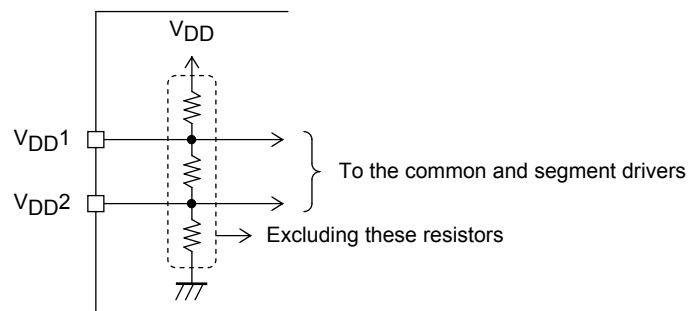 VDD
VDD1
To the common and segment drivers
VDD2
Excluding these resistors